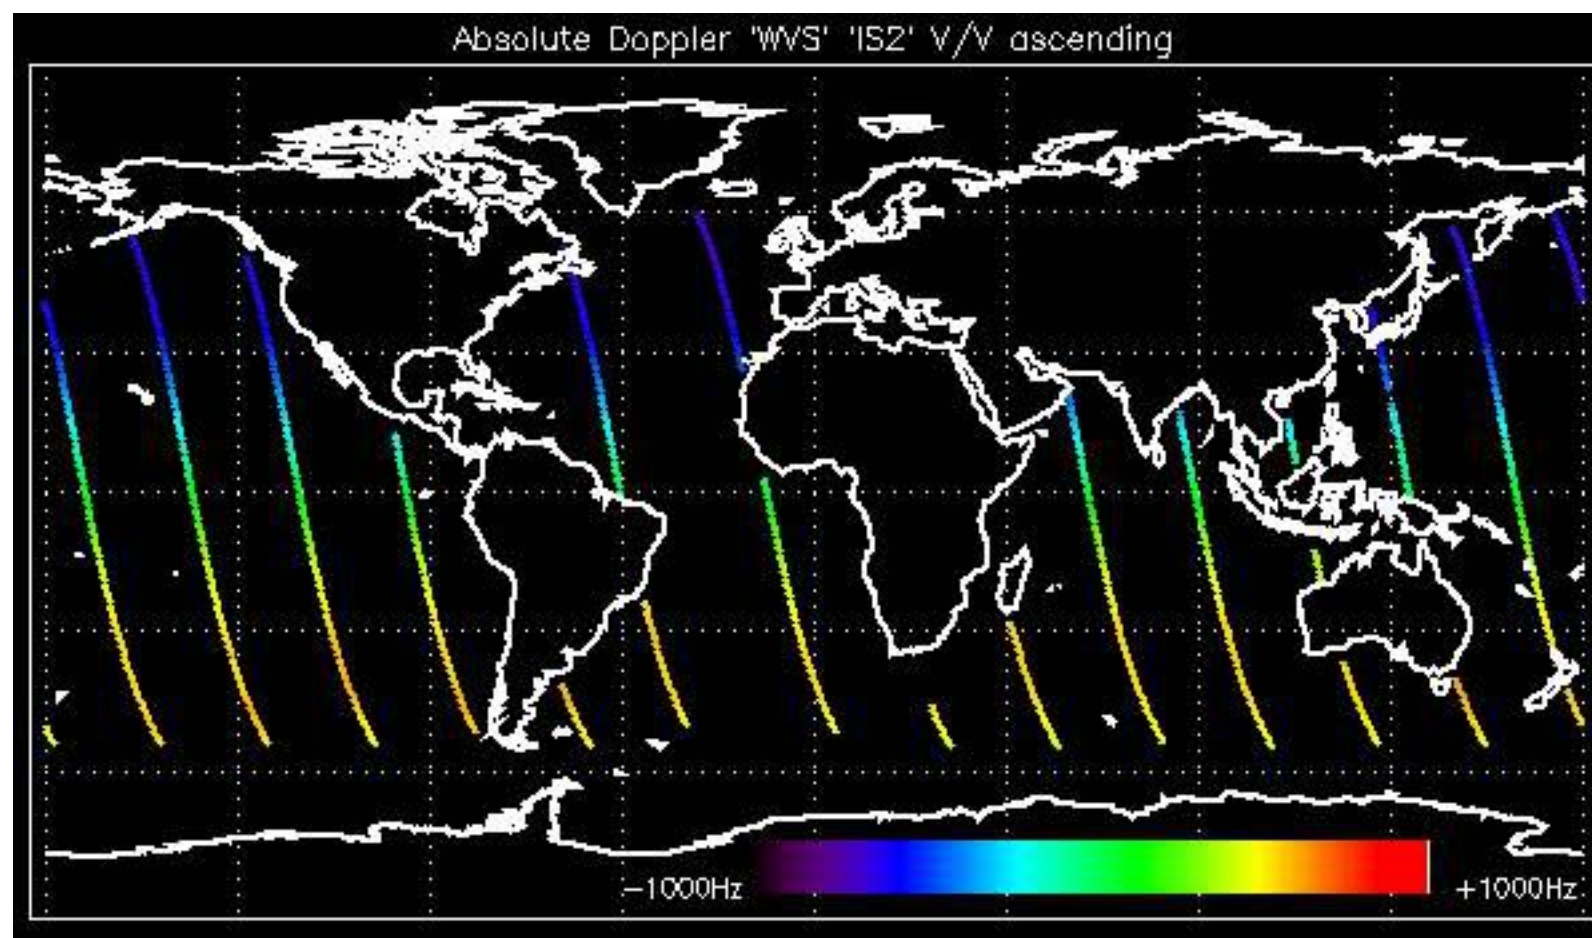 Absolute Doppler 'WVS' 'IS2' V/V ascending
-1000Hz
+1000Hz